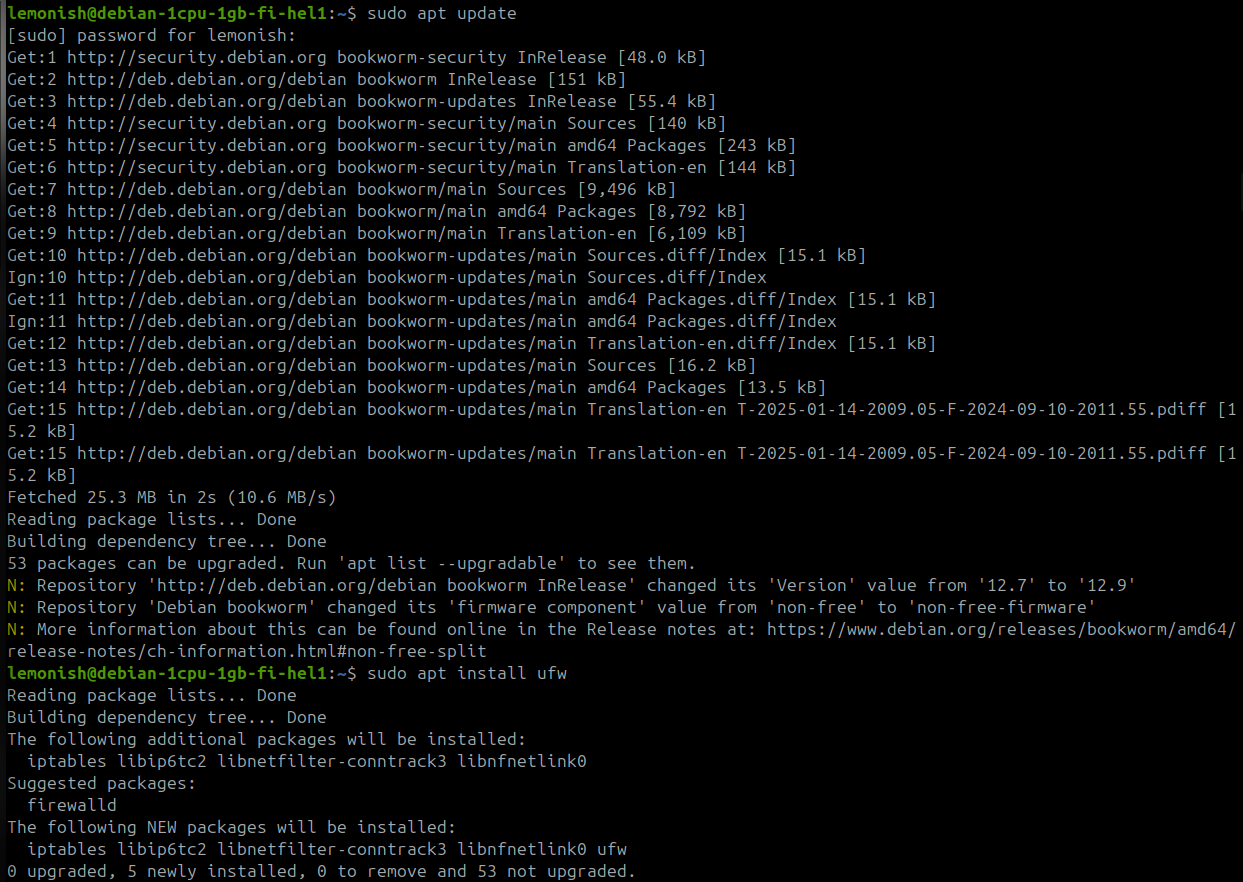 lemonish@debian-1cpu-1gb-fi-hel1:~$ sudo apt update
[sudo] password for lemonish:
Get:1 http://security.debian.org bookworm-security InRelease [48.0 kB]
Get:2 http://deb.debian.org/debian bookworm InRelease [151 kB]
Get:3 http://deb.debian.org/debian bookworm-updates InRelease [55.4 kB]
Get:4 http://security.debian.org bookworm-security/main Sources [140 kB]
Get:5 http://security.debian.org bookworm-security/main amd64 Packages [243 kB]
Get:6 http://security.debian.org bookworm-security/main Translation-en [144 kB]
Get:7 http://deb.debian.org/debian bookworm/main Sources [9,496 kB]
Get:8 http://deb.debian.org/debian bookworm/main amd64 Packages [8,792 kB]
Get:9 http://deb.debian.org/debian bookworm/main Translation-en [6,109 kB]
Get:10 http://deb.debian.org/debian bookworm-updates/main Sources.diff/Index [15.1 kB]
Ign:10 http://deb.debian.org/debian bookworm-updates/main Sources.diff/Index
Get:11 http://deb.debian.org/debian bookworm-updates/main amd64 Packages.diff/Index [15.1 kB]
Ign:11 http://deb.debian.org/debian bookworm-updates/main amd64 Packages.diff/Index
Get:12 http://deb.debian.org/debian bookworm-updates/main Translation-en.diff/Index [15.1 kB]
Get:13 http://deb.debian.org/debian bookworm-updates/main Sources [16.2 kB]
Get:14 http://deb.debian.org/debian bookworm-updates/main amd64 Packages [13.5 kB]
Get:15 http://deb.debian.org/debian bookworm-updates/main Translation-en T-2025-01-14-2009.05-F-2024-09-10-2011.55.pdiff [1
5.2 kB]
Get:15 http://deb.debian.org/debian bookworm-updates/main Translation-en T-2025-01-14-2009.05-F-2024-09-10-2011.55.pdiff [1
5.2 kB]
Fetched 25.3 MB in 2s (10.6 MB/s)
Reading package lists... Done
Building dependency tree... Done
53 packages can be upgraded. Run 'apt list --upgradable' to see them.
N: Repository 'http://deb.debian.org/debian bookworm InRelease' changed its 'Version' value from '12.7' to '12.9'
N: Repository 'Debian bookworm' changed its 'firmware component' value from 'non-free' to 'non-free-firmware'
N: More information about this can be found online in the Release notes at: https://www.debian.org/releases/bookworm/amd64/
release-notes/ch-information.html#non-free-split
lemonish@debian-1cpu-1gb-fi-hel1:~$ sudo apt install ufw
Reading package lists... Done
Building dependency tree... Done
The following additional packages will be installed:
  iptables libip6tc2 libnetfilter-conntrack3 libnfnetlink0
Suggested packages:
  firewalld
The following NEW packages will be installed:
  iptables libip6tc2 libnetfilter-conntrack3 libnfnetlink0 ufw
0 upgraded, 5 newly installed, 0 to remove and 53 not upgraded.